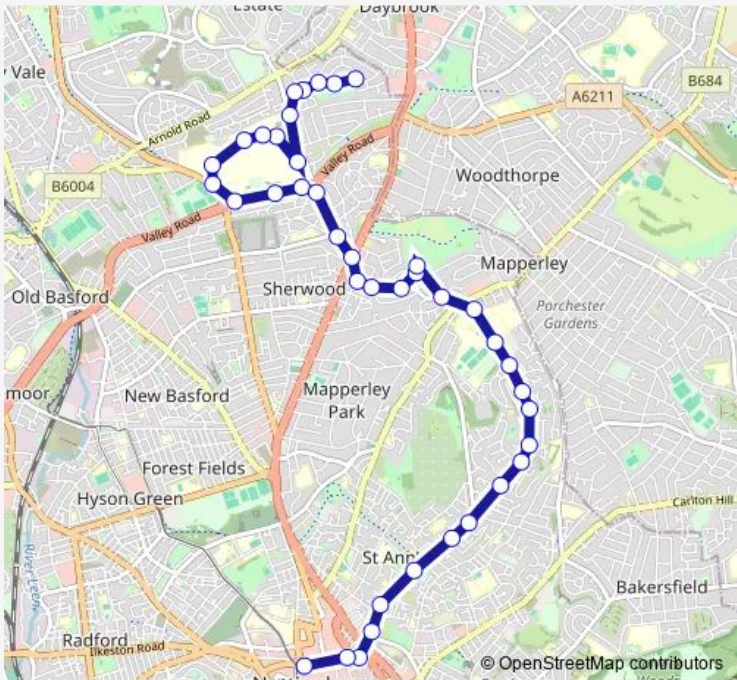 Estate
Daybrook
y Vale
B684
A6211
Arnold Road
Valley Road
B6004
Woodthorpe
Valley Road
Mapperley
Old Basford
Sherwood
Porchester
Gardens
moor
New Basford
Mapperley
Park
Forest Fields
Hyson Green
Carlton Hill
St Ann
River Leen
Bakersfield
Radford
Ilkeston Road
© OpenStreetMap contributors